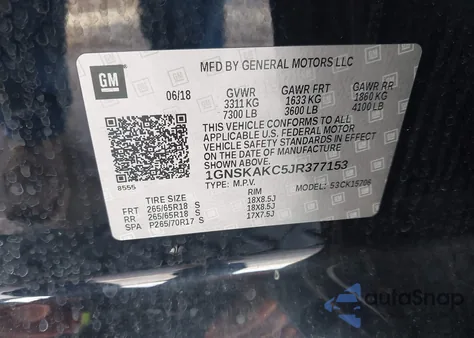 GM
MFD BY GENERAL MOTORS LLC
06/18
GVWR GAWR FRT GAWR RR
3311 KG 1633 KG 1860 KG
7300 LB 3600 LB 4100 LB
THIS VEHICLE CONFORMS TO ALL
APPLICABLE U.S. FEDERAL MOTOR
VEHICLE SAFETY STANDARDS IN EFFECT
ON THE DATE OF MANUFACTURE SHOWN ABOVE.
1GNSKAKC5JR377153
8555
TYPE: M.P.V. MODEL: 53CK15706
TIRE SIZE RIM
FRT 265/65R18 S 18X8.5J
RR 265/65R18 S 18X8.5J
SPA P265/70R17 S 17X7.5J
autoSnap